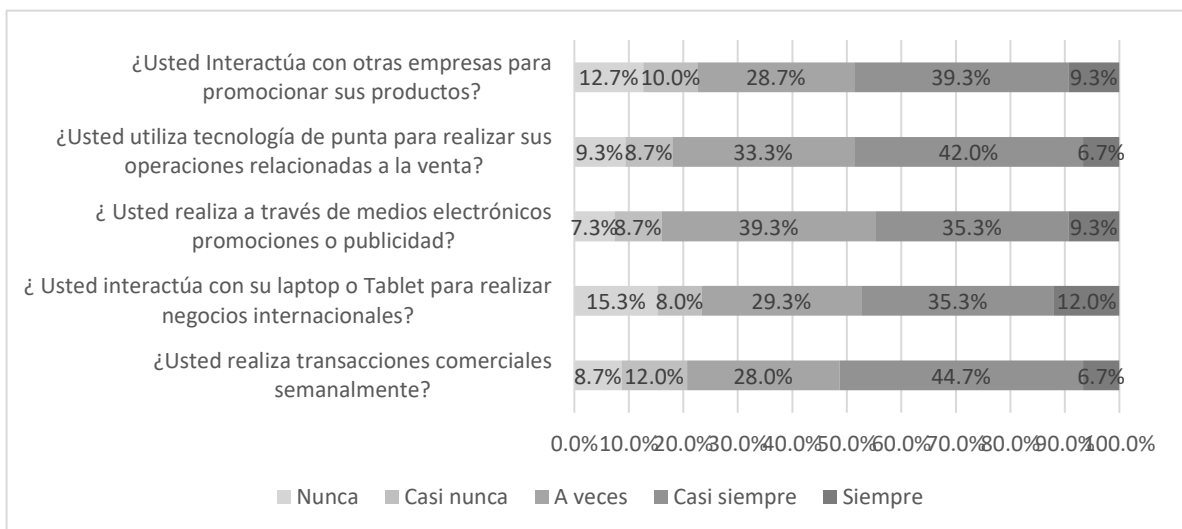 ¿Usted Interactúa con otras empresas para
promocionar sus productos?
12.7% 10.0% 28.7% 39.3% 9.3%
¿Usted utiliza tecnología de punta para realizar sus
operaciones relacionadas a la venta?
9.3% 8.7% 33.3% 42.0% 6.7%
¿ Usted realiza a través de medios electrónicos
promociones o publicidad?
7.3% 8.7% 39.3% 35.3% 9.3%
¿ Usted interactúa con su laptop o Tablet para realizar
negocios internacionales?
15.3% 8.0% 29.3% 35.3% 12.0%
¿Usted realiza transacciones comerciales
semanalmente?
8.7% 12.0% 28.0% 44.7% 6.7%
0.0% 10.0% 20.0% 30.0% 40.0% 50.0% 60.0% 70.0% 80.0% 90.0% 100.0%
Nunca Casi nunca A veces Casi siempre Siempre